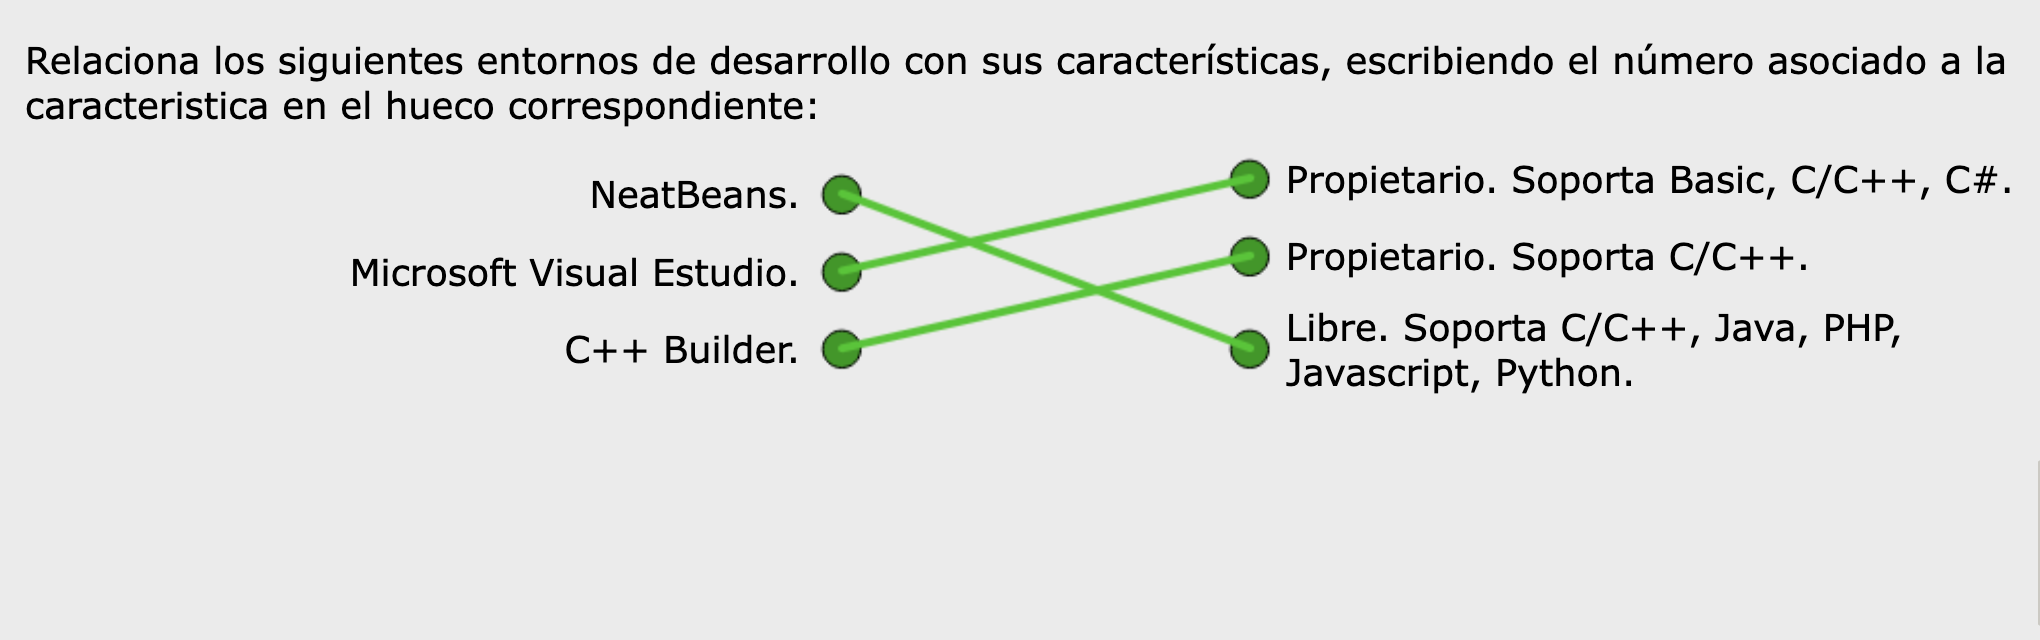 Relaciona los siguientes entornos de desarrollo con sus características, escribiendo el número asociado a la
caracteristica en el hueco correspondiente:
NeatBeans.
Microsoft Visual Estudio.
C++ Builder.
Propietario. Soporta Basic, C/C++, C#.
Propietario. Soporta C/C++.
Libre. Soporta C/C++, Java, PHP,
Javascript, Python.